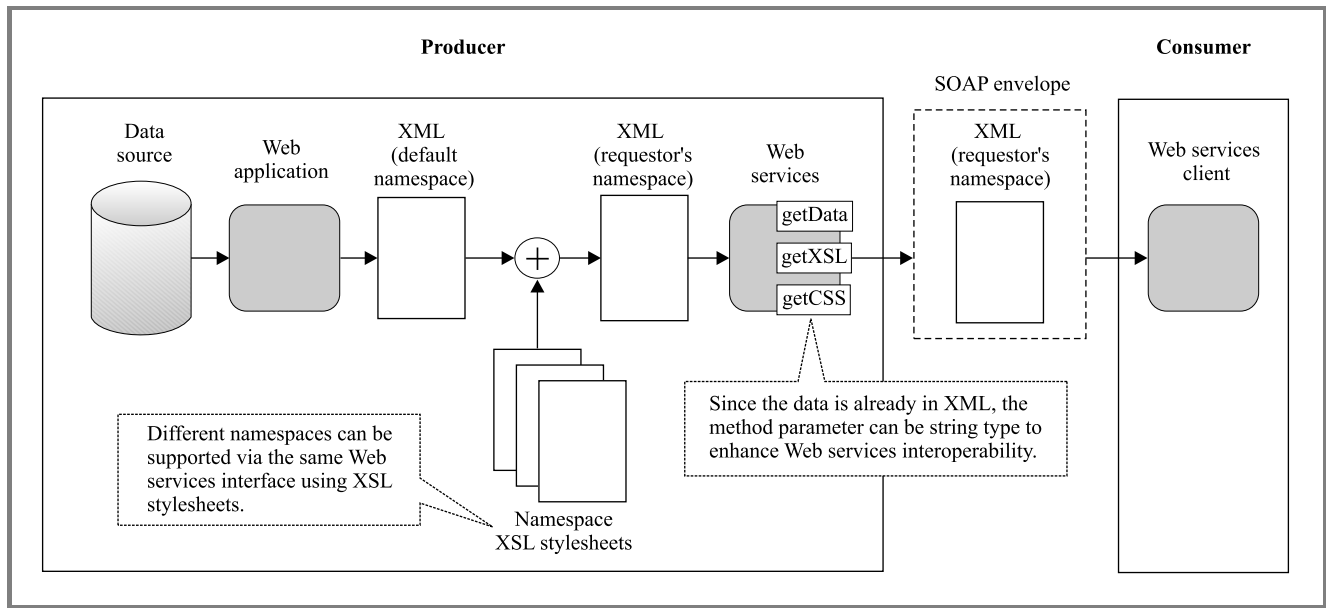 Producer
Consumer
SOAP envelope
Data
source
Web
application
XML
(default
namespace)
XML
(requestor's
namespace)
Web
services
getData
getXSL
getCSS
XML
(requestor's
namespace)
Web services
client
Since the data is already in XML, the
method parameter can be string type to
enhance Web services interoperability.
Different namespaces can be
supported via the same Web
services interface using XSL
stylesheets.
Namespace
XSL stylesheets